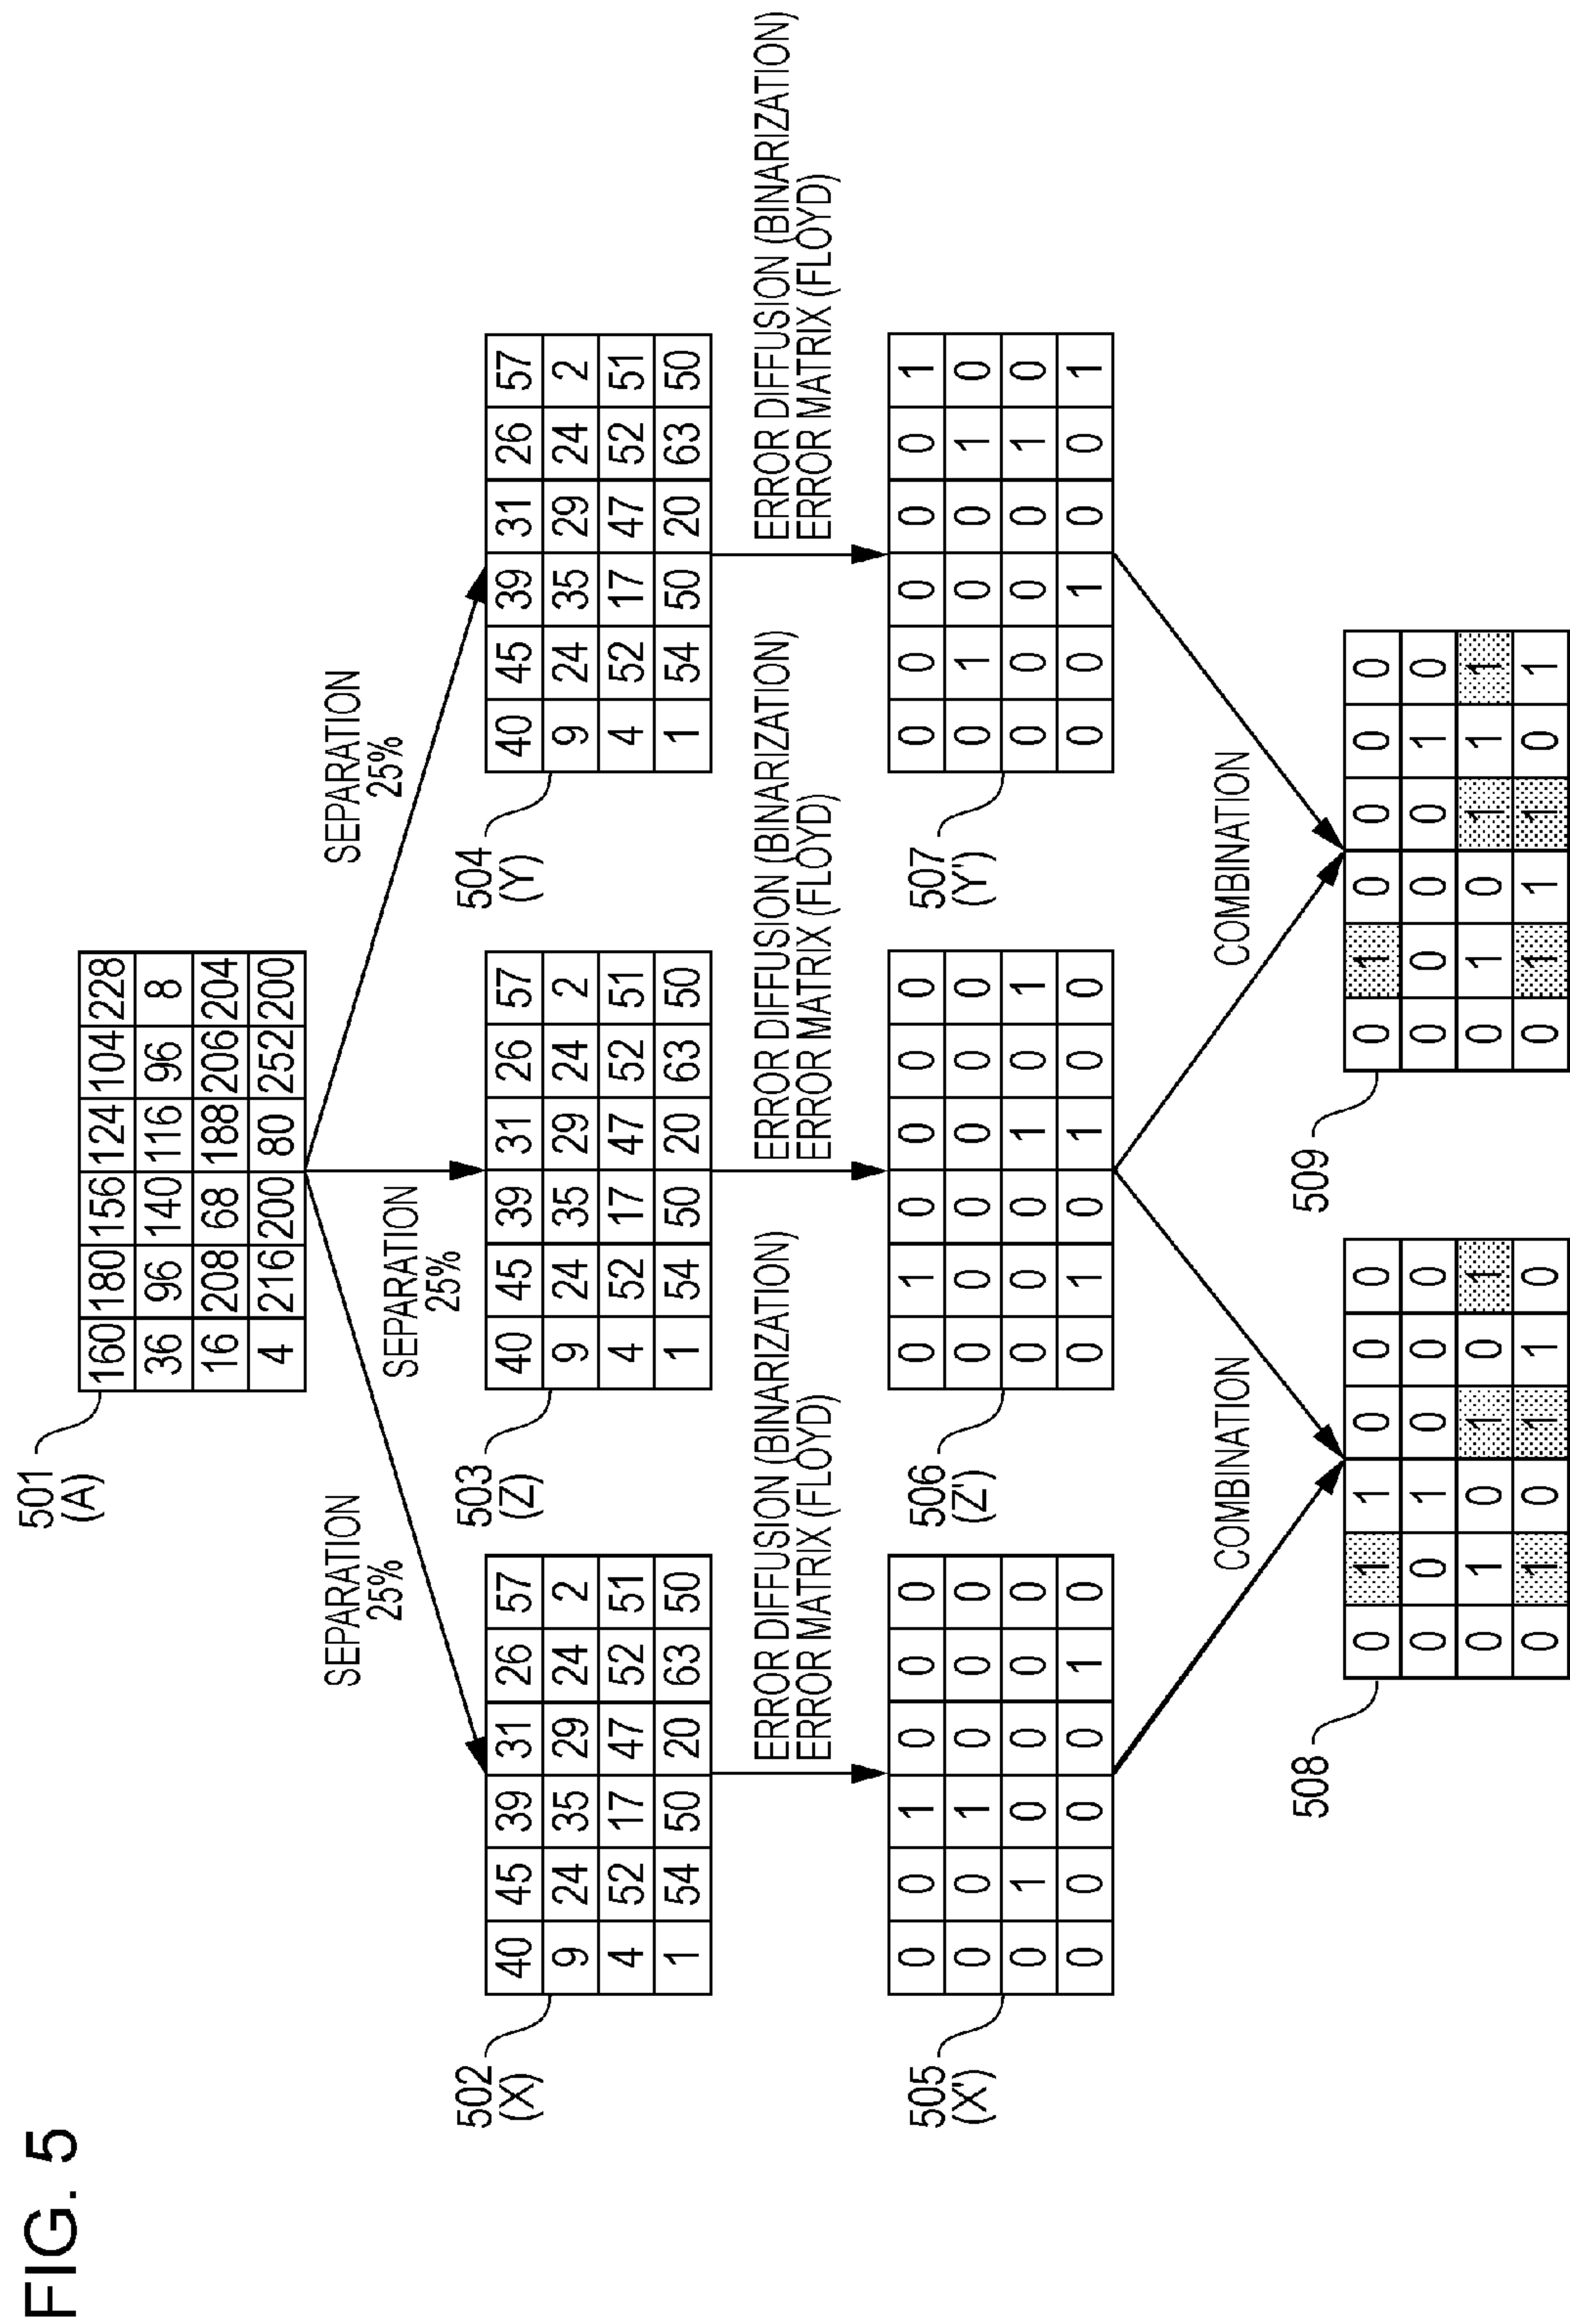 FIG. 5
501
(A)
160 180 156 124 104 228
36 96 140 116 96 8
16 208 68 188 206 204
4 216 200 80 252 200
SEPARATION
25%
SEPARATION
25%
SEPARATION
25%
502
(X)
40 45 39 31 26 57
9 24 35 29 24 2
4 52 17 47 52 51
1 54 50 20 63 50
503
(Z)
40 45 39 31 26 57
9 24 35 29 24 2
4 52 17 47 52 51
1 54 50 20 63 50
504
(Y)
40 45 39 31 26 57
9 24 35 29 24 2
4 52 17 47 52 51
1 54 50 20 63 50
ERROR DIFFUSION (BINARIZATION)
ERROR MATRIX (FLOYD)
ERROR DIFFUSION (BINARIZATION)
ERROR MATRIX (FLOYD)
ERROR DIFFUSION (BINARIZATION)
ERROR MATRIX (FLOYD)
505
(X')
0 0 1 0 0 0
0 0 1 0 0 0
0 1 0 0 0 0
0 0 0 0 1 0
506
(Z')
0 1 0 0 0 0
0 0 0 0 0 0
0 0 0 1 0 1
0 1 0 1 0 0
507
(Y')
0 0 0 0 0 1
0 1 0 0 1 0
0 0 0 0 1 0
0 0 1 0 0 1
COMBINATION
COMBINATION
508
0 1 1 0 0 0
0 0 1 0 0 0
0 1 0 1 0 1
0 1 0 1 1 0
509
0 1 0 0 0 0
0 0 0 0 1 0
0 1 0 1 1 1
0 1 1 1 0 1